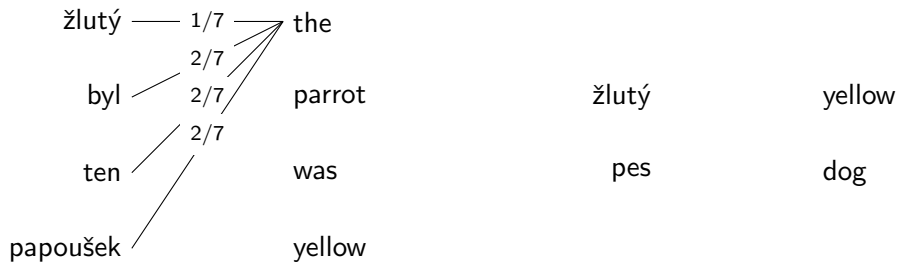 žlutý 1/7 the
2/7
byl 2/7 parrot žlutý yellow
2/7
ten was pes dog
papoušek yellow